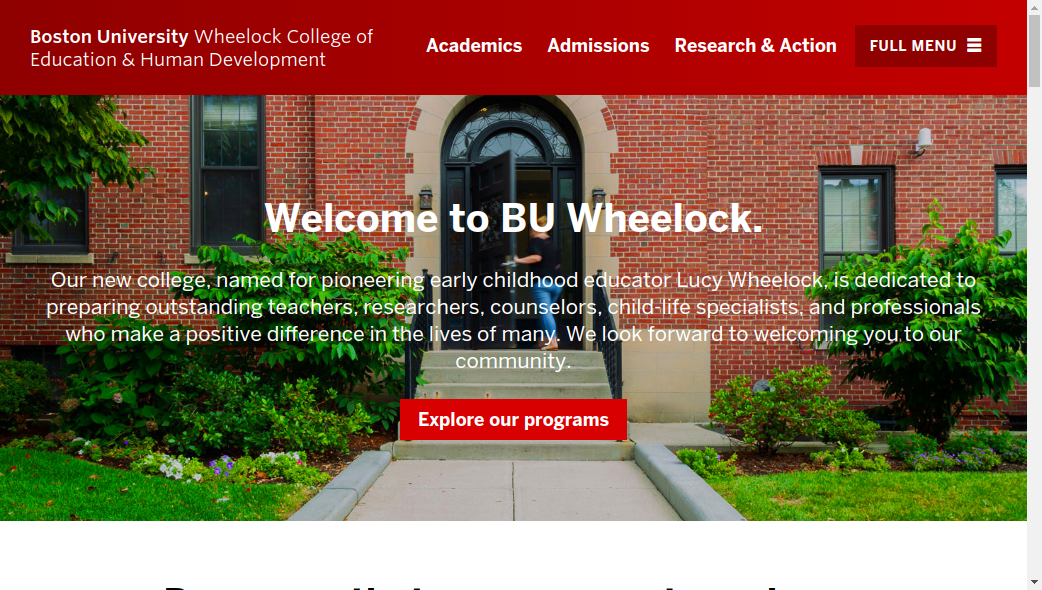 Boston University Wheelock College of
Education & Human Development
Academics
Admissions
Research & Action
FULL MENU
Welcome to BU Wheelock.
Our new college, named for pioneering early childhood educator Lucy Wheelock, is dedicated to
preparing outstanding teachers, researchers, counselors, child-life specialists, and professionals
who make a positive difference in the lives of many. We look forward to welcoming you to our
community.
Explore our programs